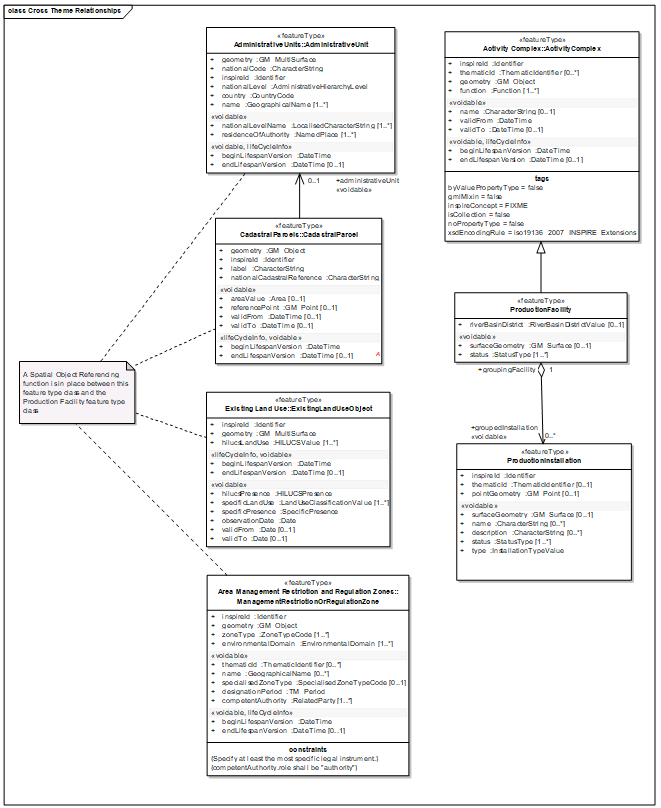 class Cross Theme Relationships
«featureType»
AdministrativeUnits::AdministrativeUnit
+ geometry :GM_MultiSurface
+ nationalCode :CharacterString
+ inspireId :Identifier
+ nationalLevel :AdministrativeHierarchyLevel
+ country :CountryCode
+ name :GeographicalName [1..*]
«voidable»
+ nationalLevelName :LocalisedCharacterString [1..*]
+ residenceOfAuthority :NamedPlace [1..*]
«voidable, lifeCycleInfo»
+ beginLifespanVersion :DateTime
+ endLifespanVersion :DateTime [0..1]
0..1 +administrativeUnit
«voidable»
«featureType»
CadastralParcels::CadastralParcel
+ geometry :GM_Object
+ inspireId :Identifier
+ label :CharacterString
+ nationalCadastralReference :CharacterString
«voidable»
+ areaValue :Area [0..1]
+ referencePoint :GM_Point [0..1]
+ validFrom :DateTime [0..1]
+ validTo :DateTime [0..1]
«lifeCycleInfo, voidable»
+ beginLifespanVersion :DateTime
+ endLifespanVersion :DateTime [0..1]
A Spatial Object Referencing
function is in place between this
feature type class and the
Production Facility feature type
class
«featureType»
Existing Land Use::ExistingLandUseObject
+ inspireId :Identifier
+ geometry :GM_MultiSurface
+ hilucsLandUse :HILUCSValue [1..*]
«lifeCycleInfo, voidable»
+ beginLifespanVersion :DateTime
+ endLifespanVersion :DateTime [0..1]
«voidable»
+ hilucsPresence :HILUCSPresence
+ specificLandUse :LandUseClassificationValue [1..*]
+ specificPresence :SpecificPresence
+ observationDate :Date
+ validFrom :Date [0..1]
+ validTo :Date [0..1]
«featureType»
Area Management Restriction and Regulation Zones::
ManagementRestrictionOrRegulationZone
+ inspireId :Identifier
+ geometry :GM_Object
+ zoneType :ZoneTypeCode [1..*]
+ environmentalDomain :EnvironmentalDomain [1..*]
«voidable»
+ thematicId :ThematicIdentifier [0..*]
+ name :GeographicalName [0..*]
+ specialisedZoneType :SpecialisedZoneTypeCode [0..1]
+ designationPeriod :TM_Period
+ competentAuthority :RelatedParty [1..*]
«voidable, lifeCycleInfo»
+ beginLifespanVersion :DateTime
+ endLifespanVersion :DateTime [0..1]
constraints
{Specify at least the most specific legal instrument.}
{competentAuthority.role shall be "authority"}
«featureType»
Activity Complex::ActivityComplex
+ inspireId :Identifier
+ thematicId :ThematicIdentifier [0..*]
+ geometry :GM_Object
+ function :Function [1..*]
«voidable»
+ name :CharacterString [0..1]
+ validFrom :DateTime
+ validTo :DateTime [0..1]
«voidable, lifeCycleInfo»
+ beginLifespanVersion :DateTime
+ endLifespanVersion :DateTime [0..1]
tags
byValuePropertyType = false
gmlMixin = false
inspireConcept = FIXME
isCollection = false
noPropertyType = false
xsdEncodingRule = iso19136_2007_INSPIRE_Extensions
«featureType»
ProductionFacility
+ riverBasinDistrict :RiverBasinDistrictValue [0..1]
«voidable»
+ surfaceGeometry :GM_Surface [0..1]
+ status :StatusType [1..*]
+groupingFacility 1
+groupedInstallation
«voidable» 0..*
«featureType»
ProductionInstallation
+ inspireId :Identifier
+ thematicId :ThematicIdentifier [0..1]
+ pointGeometry :GM_Point [0..1]
«voidable»
+ surfaceGeometry :GM_Surface [0..1]
+ name :CharacterString [0..*]
+ description :CharacterString [0..*]
+ status :StatusType [1..*]
+ type :InstallationTypeValue